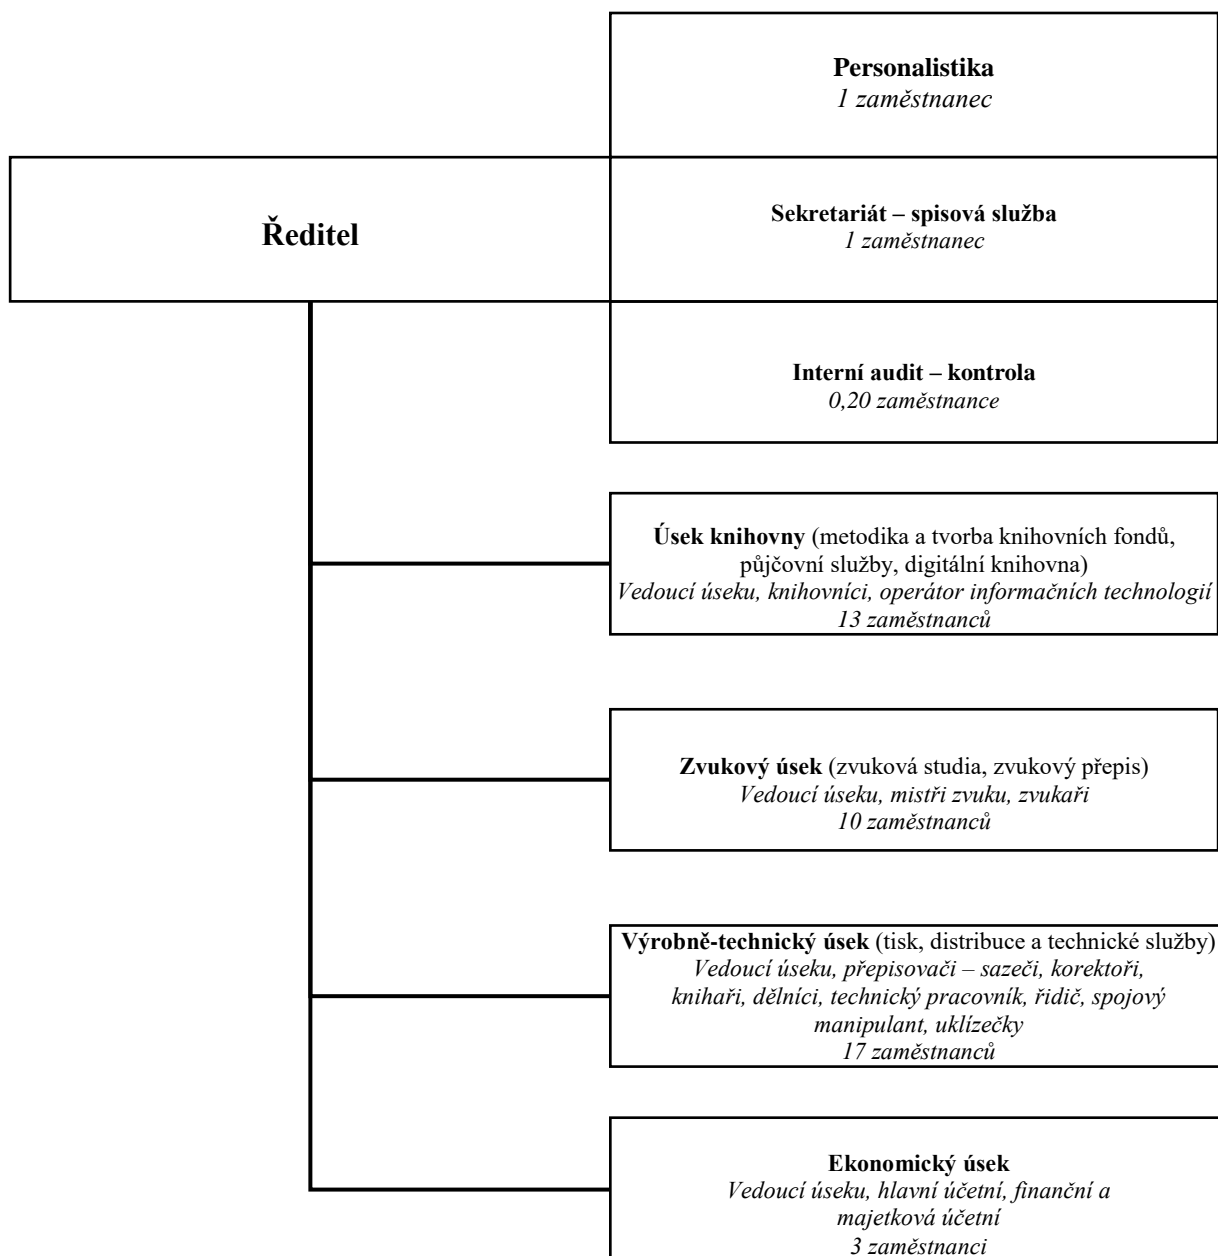 Personalistika
1 zaměstnanec
Ředitel
Sekretariát – spisová služba
1 zaměstnanec
Interní audit – kontrola
0,20 zaměstnance
Úsek knihovny (metodika a tvorba knihovních fondů,
půjčovní služby, digitální knihovna)
Vedoucí úseku, knihovníci, operátor informačních technologií
13 zaměstnanců
Zvukový úsek (zvuková studia, zvukový přepis)
Vedoucí úseku, mistři zvuku, zvukaři
10 zaměstnanců
Výrobně-technický úsek (tisk, distribuce a technické služby)
Vedoucí úseku, přepisovači – sazeči, korektoři,
knihaři, dělníci, technický pracovník, řidič, spojový
manipulant, uklízečky
17 zaměstnanců
Ekonomický úsek
Vedoucí úseku, hlavní účetní, finanční a
majetková účetní
3 zaměstnanci